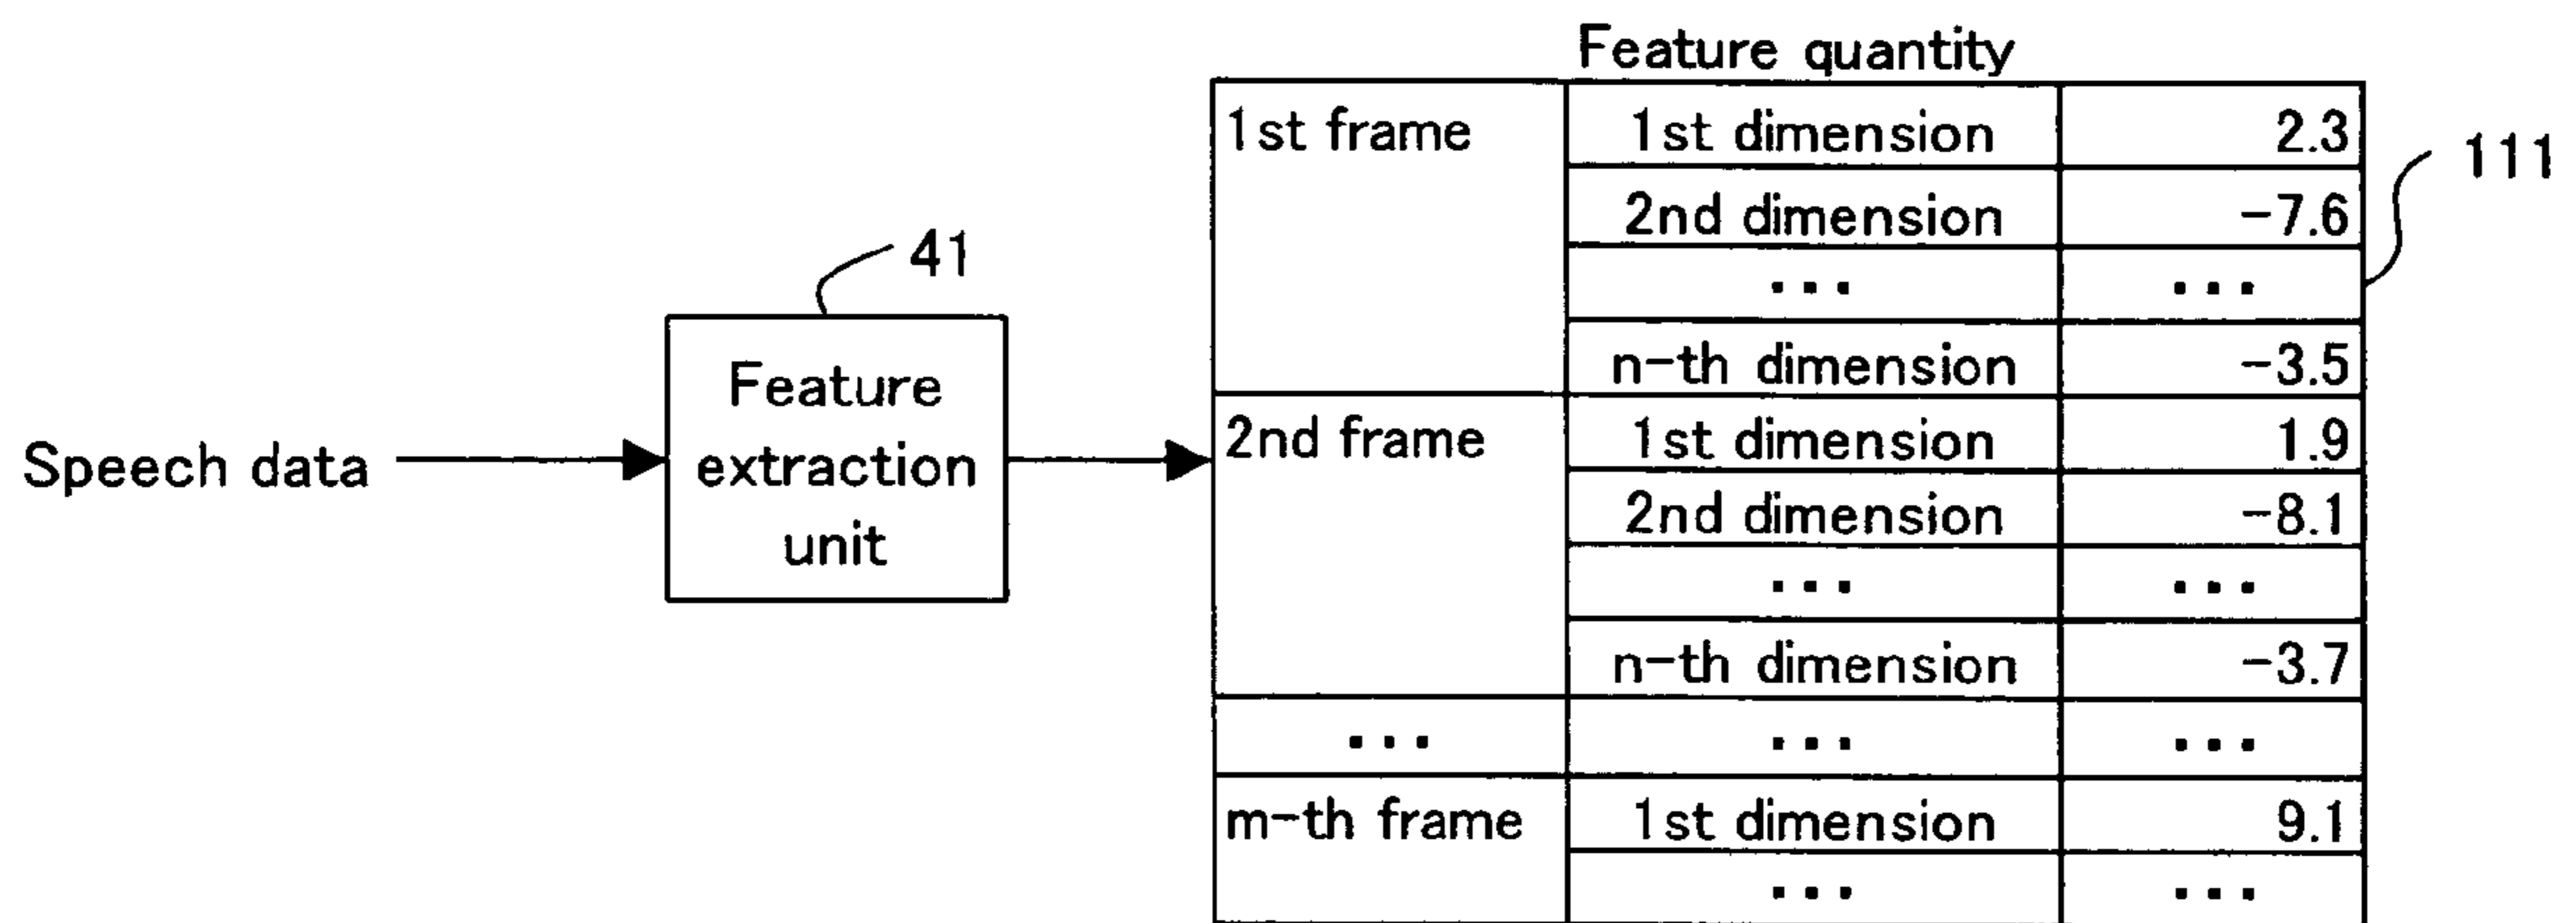 Feature quantity
1st frame 1st dimension 2.3
2nd dimension -7.6
... ...
n-th dimension -3.5
2nd frame 1st dimension 1.9
2nd dimension -8.1
... ...
n-th dimension -3.7
... ... ...
m-th frame 1st dimension 9.1
... ...
111
41
Feature
extraction
unit
Speech data